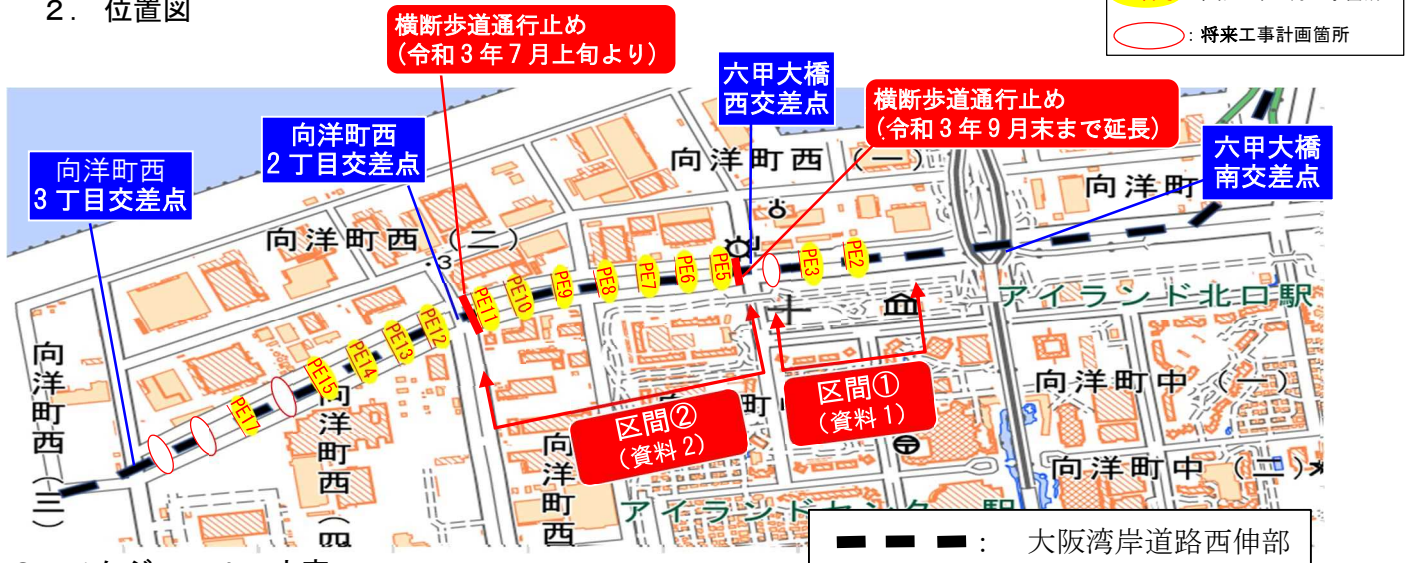 2. 位置図
：将来工事計画箇所
横断歩道通行止め
(令和3年7月上旬より)
六甲大橋
西交差点
横断歩道通行止め
(令和3年9月末まで延長)
向洋町西
2丁目交差点
向洋町西
3丁目交差点
六甲大橋
南交差点
向洋町西(一)
向洋町
向洋町西(二)
・3
PE2
PE3
PE5
PE6
PE7
PE8
PE9
PE10
PE11
PE12
PE13
PE14
PE15
PE17
アイランド北口駅
区間①
(資料1)
区間②
(資料2)
向洋町中(一)
向洋町中(二)
向洋町西(三)
向洋町西(四
向洋町西
町
アイランドセンター駅
：大阪湾岸道路西伸部